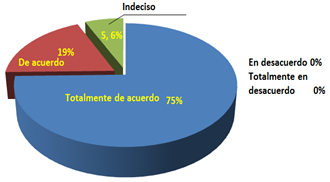 Indeciso
5, 6%
19%
De acuerdo
En desacuerdo 0%
Totalmente en
desacuerdo 0%
Totalmente de acuerdo 75%